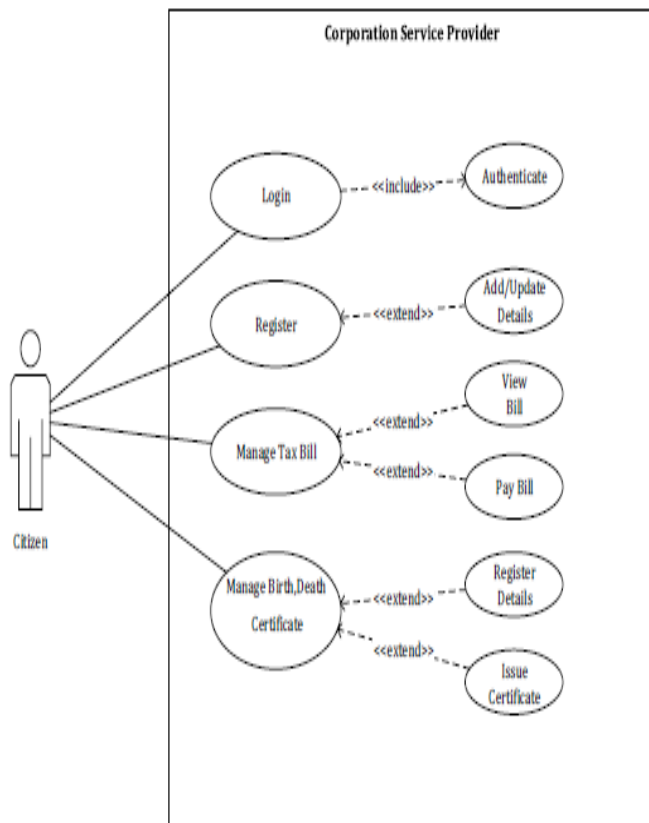 Corporation Service Provider
Login
<<include>>
Authenticate
Register
<<extend>>
Add/Update
Details
Manage Tax Bill
<<extend>>
View
Bill
<<extend>>
Pay Bill
Citizen
Manage Birth,Death
Certificate
<<extend>>
Register
Details
<<extend>>
Issue
Certificate